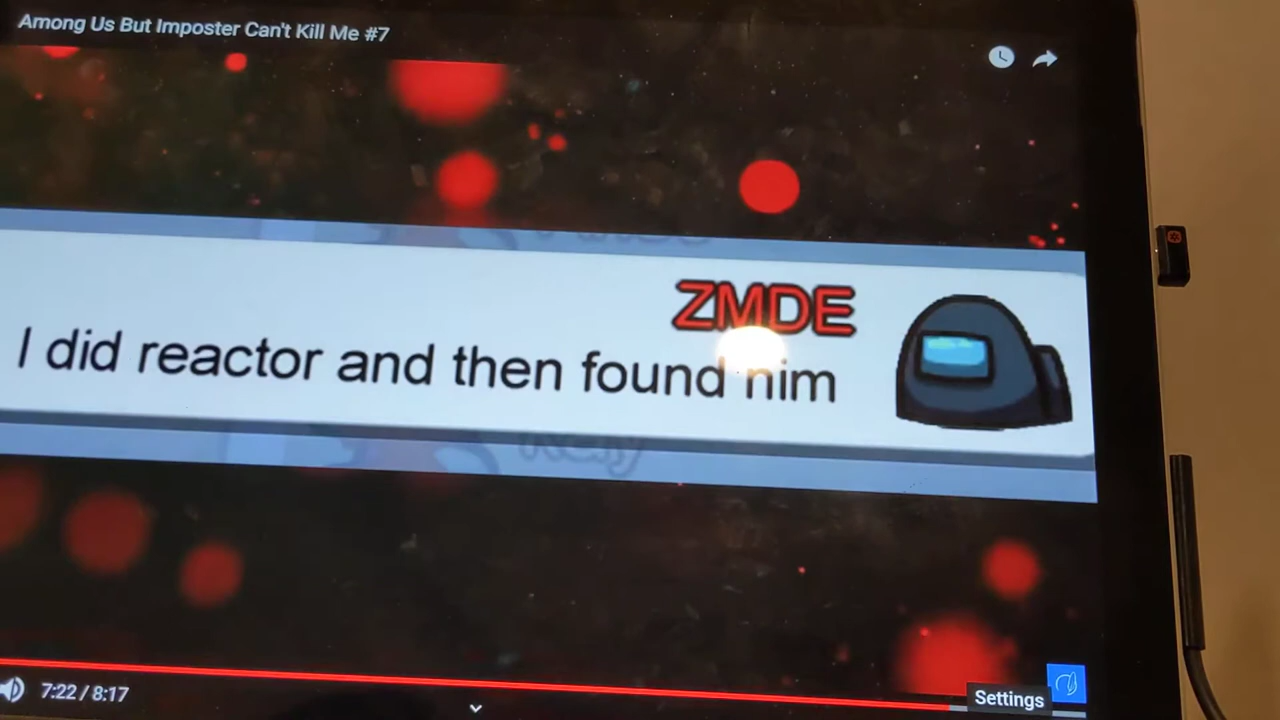 Among Us But Imposter Can't Kill Me #7
ZMDE
I did reactor and then found him
Kelly
7:22 / 8:17
Settings